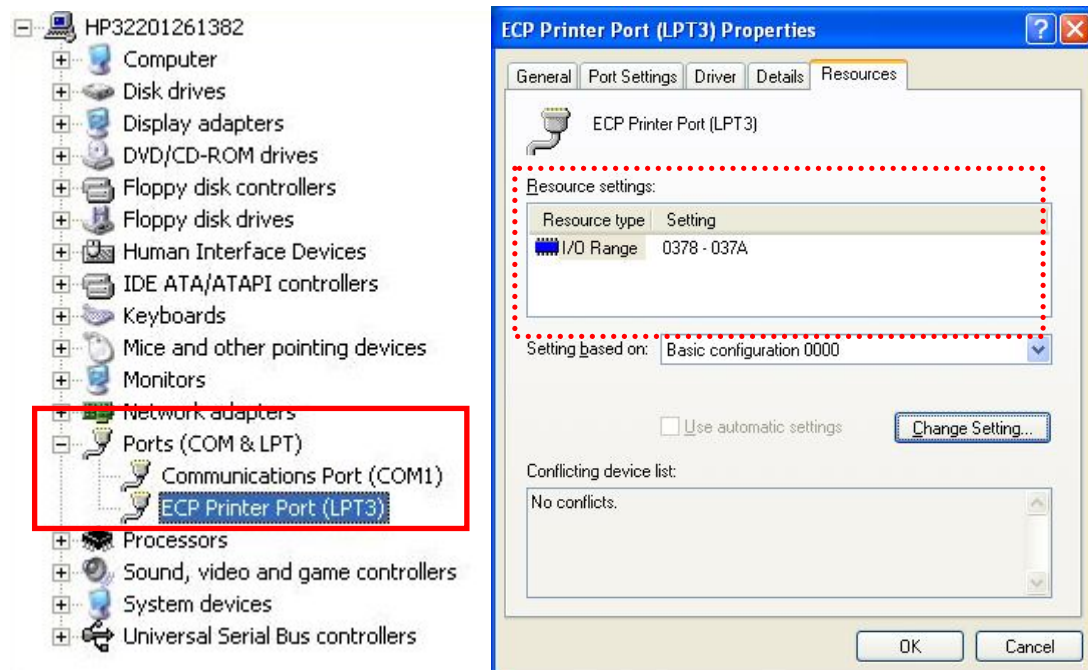 HP32201261382
Computer
Disk drives
Display adapters
DVD/CD-ROM drives
Floppy disk controllers
Floppy disk drives
Human Interface Devices
IDE ATA/ATAPI controllers
Keyboards
Mice and other pointing devices
Monitors
Network adapters
Ports (COM & LPT)
Communications Port (COM1)
ECP Printer Port (LPT3)
Processors
Sound, video and game controllers
System devices
Universal Serial Bus controllers
ECP Printer Port (LPT3) Properties
General Port Settings Driver Details Resources
ECP Printer Port (LPT3)
Resource settings:
Resource type Setting
I/O Range 0378 - 037A
Setting based on: Basic configuration 0000
Use automatic settings Change Setting...
Conflicting device list:
No conflicts.
OK Cancel